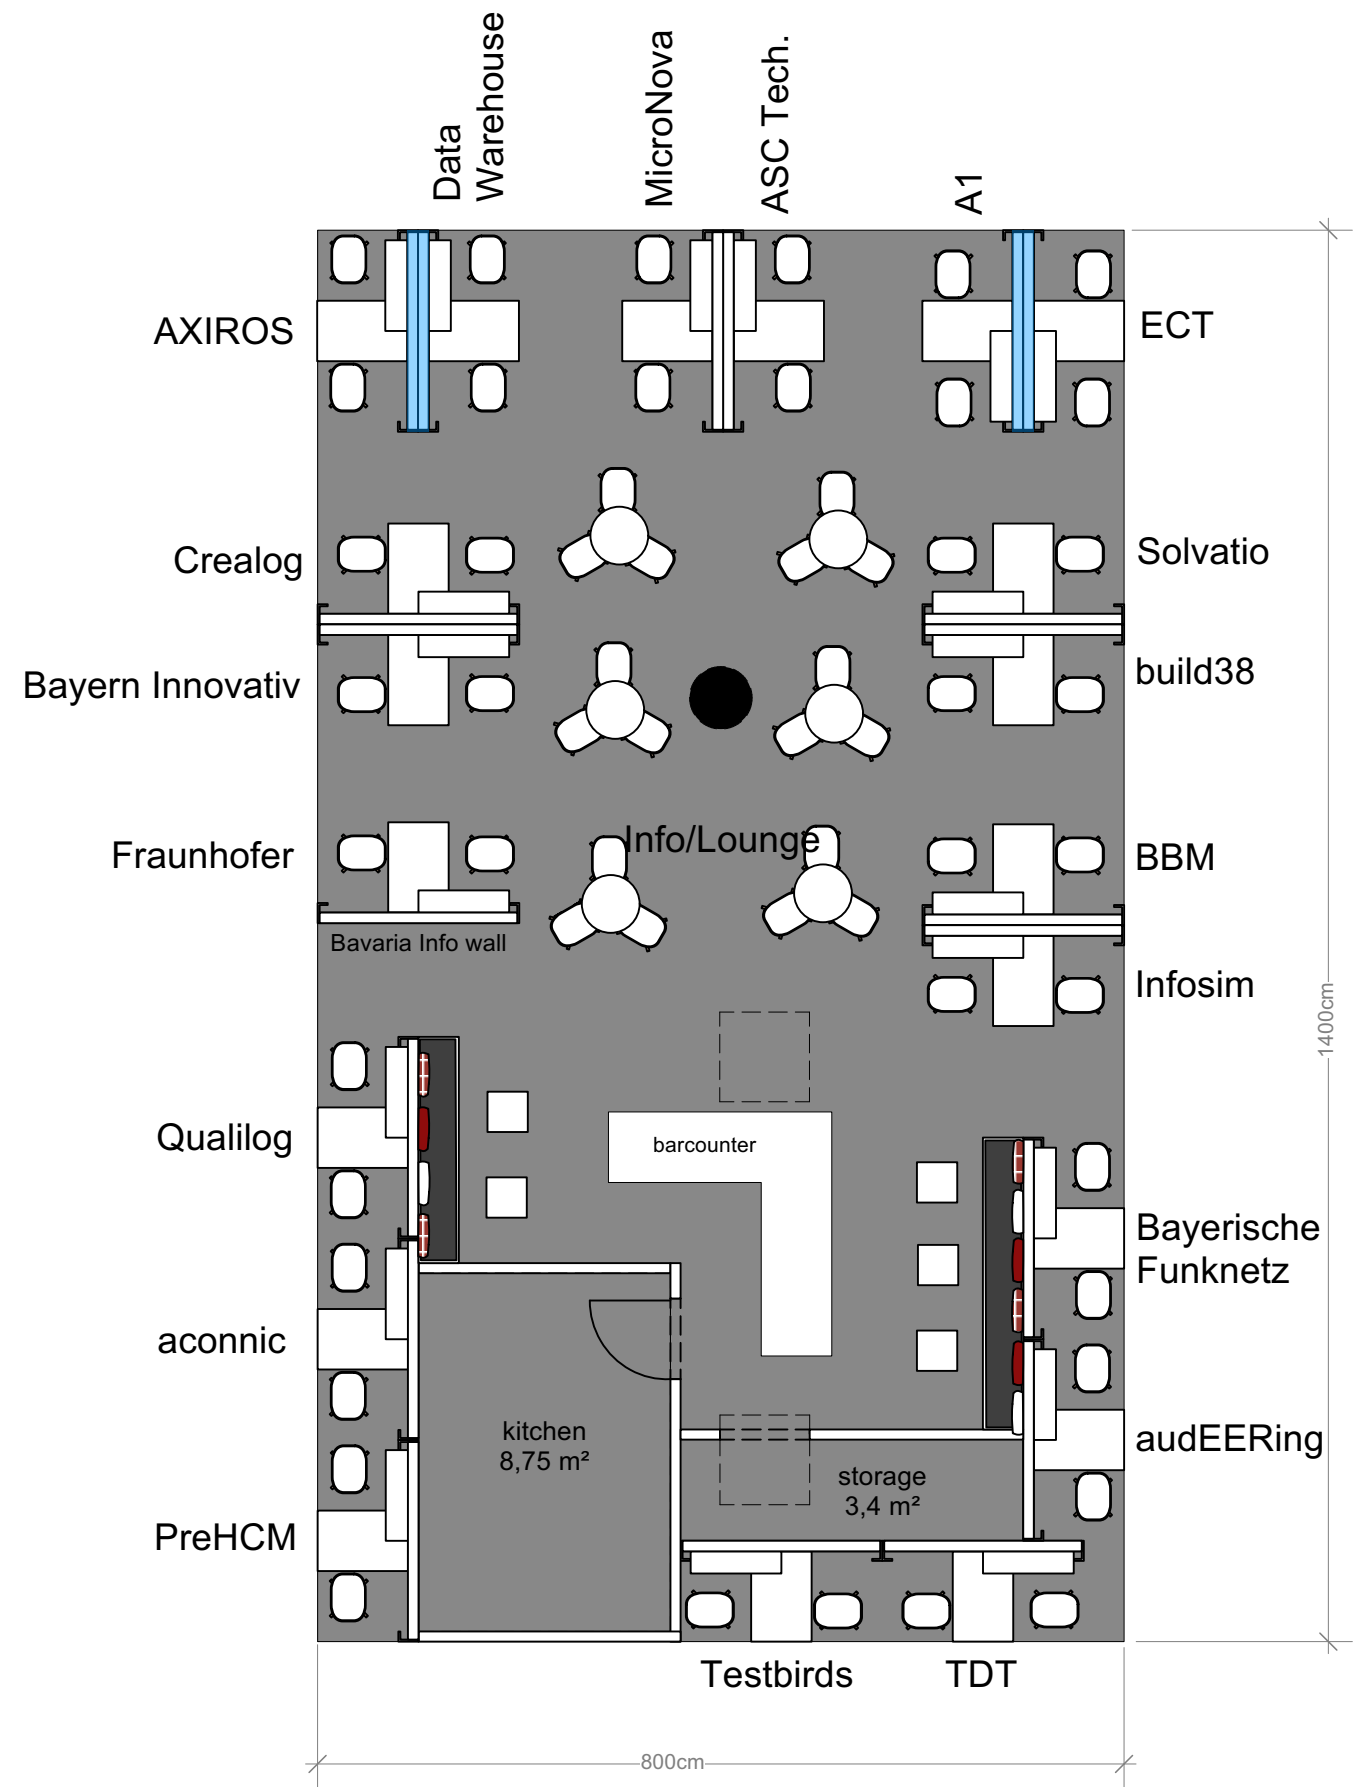 Data
Warehouse
MicroNova
ASC Tech.
A1
AXIROS
ECT
Crealog
Solvatio
Bayern Innovativ
build38
Info/Lounge
Fraunhofer
BBM
Bavaria Info wall
Infosim
1400cm
Qualilog
barcounter
Bayerische
Funknetz
aconnic
kitchen
8,75 m²
audEERing
storage
3,4 m²
PreHCM
Testbirds
TDT
800cm